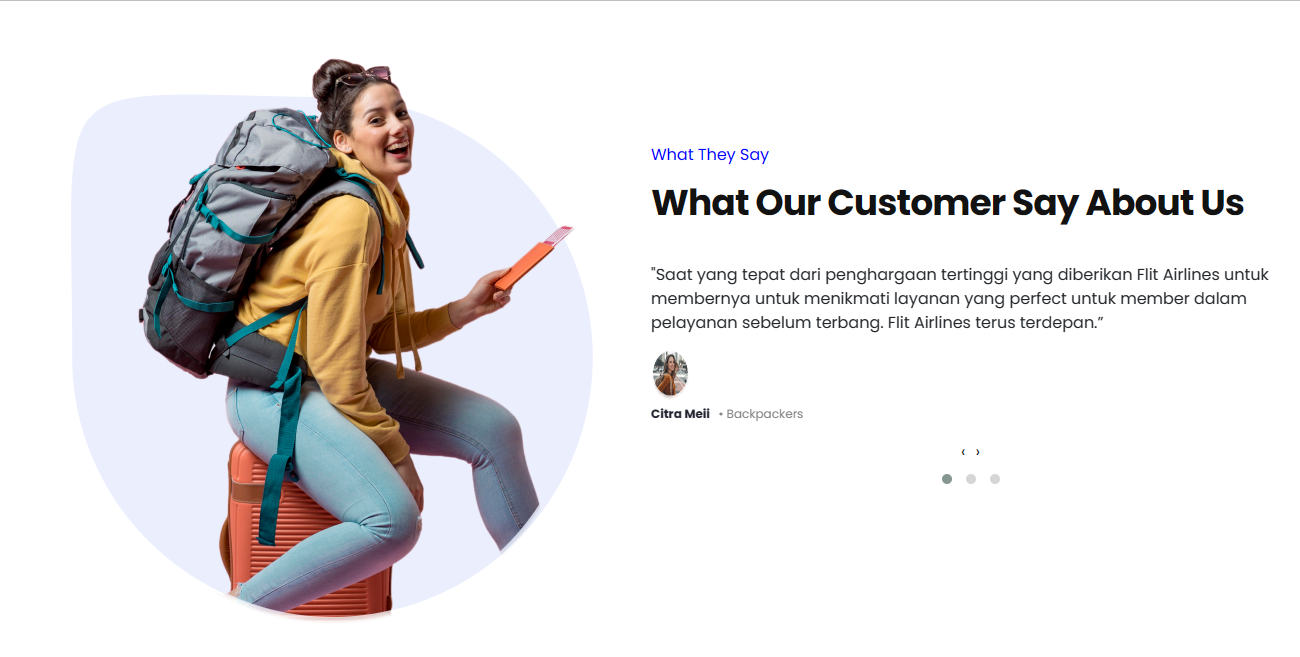 What They Say
What Our Customer Say About Us
"Saat yang tepat dari penghargaan tertinggi yang diberikan Flit Airlines untuk
membernya untuk menikmati layanan yang perfect untuk member dalam
pelayanan sebelum terbang. Flit Airlines terus terdepan.”
Citra Meii • Backpackers
‹ ›